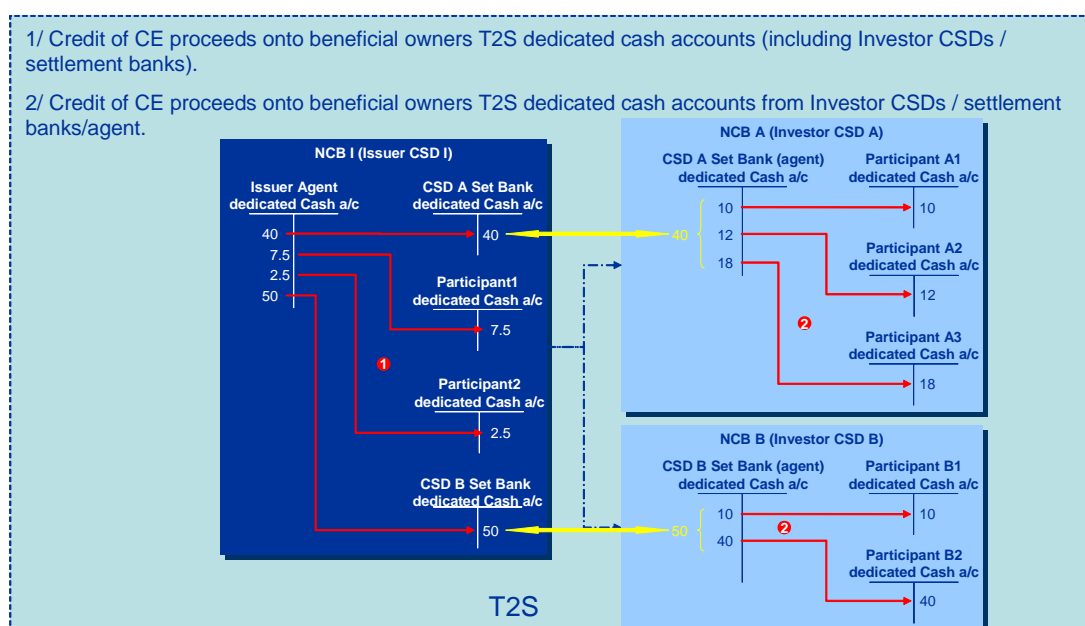 1/ Credit of CE proceeds onto beneficial owners T2S dedicated cash accounts (including Investor CSDs /
settlement banks).
2/ Credit of CE proceeds onto beneficial owners T2S dedicated cash accounts from Investor CSDs / settlement
banks/agent.
NCB I (Issuer CSD I)
Issuer Agent
dedicated Cash a/c
40
7.5
2.5
50
CSD A Set Bank
dedicated Cash a/c
40
Participant1
dedicated Cash a/c
7.5
1
Participant2
dedicated Cash a/c
2.5
CSD B Set Bank
dedicated Cash a/c
50
NCB A (Investor CSD A)
CSD A Set Bank (agent)
dedicated Cash a/c
40
10
12
18
2
Participant A1
dedicated Cash a/c
10
Participant A2
dedicated Cash a/c
12
Participant A3
dedicated Cash a/c
18
NCB B (Investor CSD B)
CSD B Set Bank (agent)
dedicated Cash a/c
50
10
40
2
Participant B1
dedicated Cash a/c
10
Participant B2
dedicated Cash a/c
40
T2S